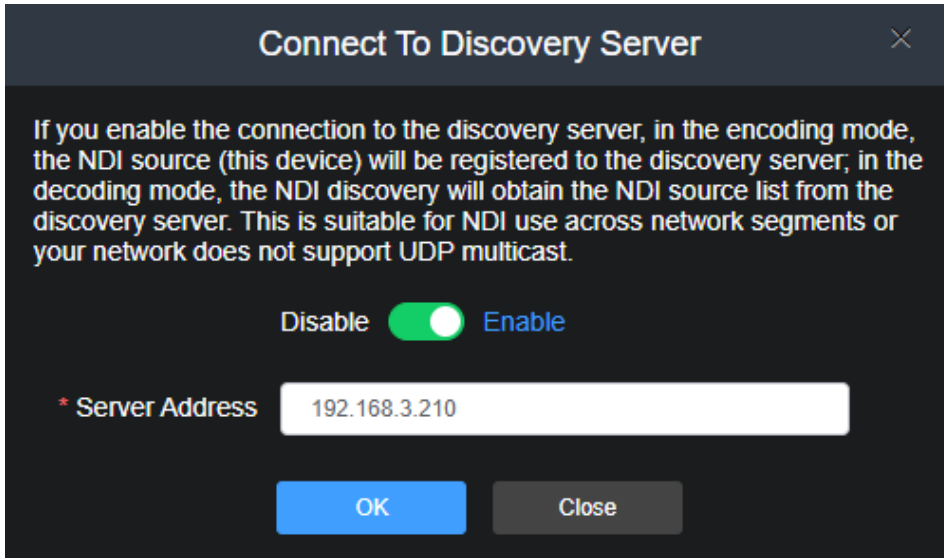 Connect To Discovery Server
If you enable the connection to the discovery server, in the encoding mode,
the NDI source (this device) will be registered to the discovery server; in the
decoding mode, the NDI discovery will obtain the NDI source list from the
discovery server. This is suitable for NDI use across network segments or
your network does not support UDP multicast.
Disable Enable
* Server Address 192.168.3.210
OK Close